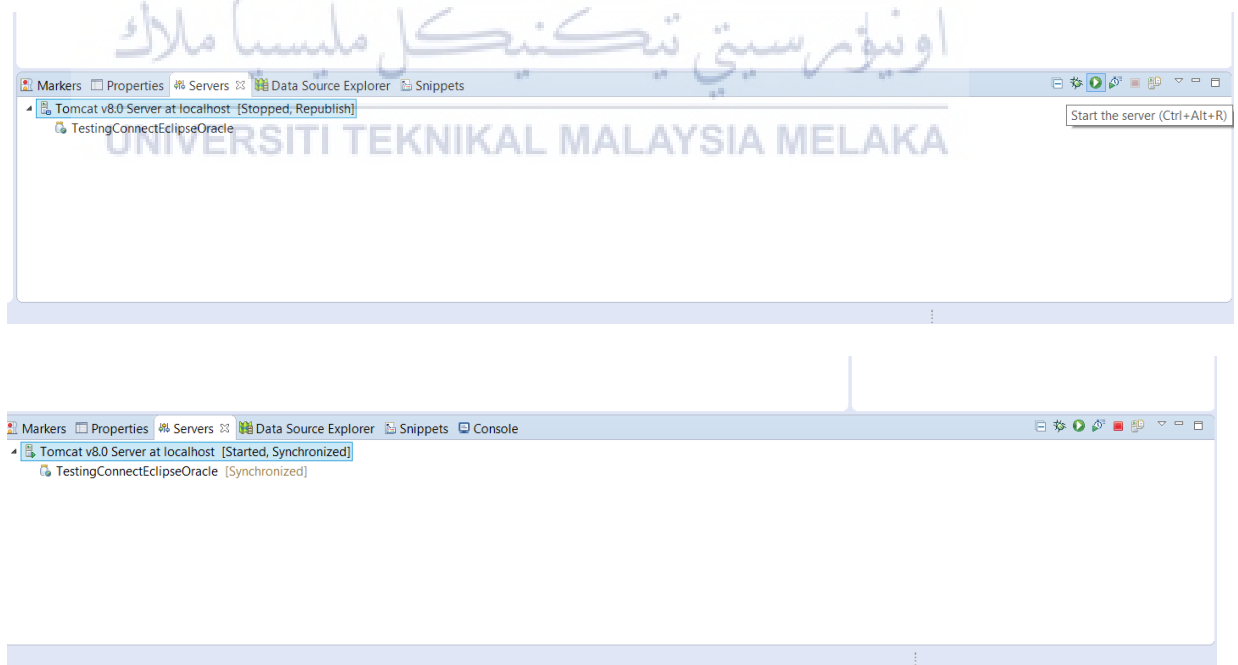 اونيۏرسيتي تيكنيكل مليسيا ملاك
Markers Properties Servers Data Source Explorer Snippets
Tomcat v8.0 Server at localhost [Stopped, Republish]
Start the server (Ctrl+Alt+R)
TestingConnectEclipseOracle
UNIVERSITI TEKNIKAL MALAYSIA MELAKA
Markers Properties Servers Data Source Explorer Snippets Console
Tomcat v8.0 Server at localhost [Started, Synchronized]
TestingConnectEclipseOracle [Synchronized]